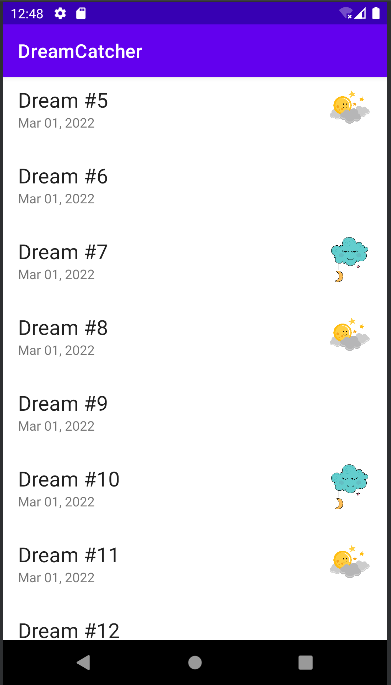 12:48
DreamCatcher
Dream #5
Mar 01, 2022
Dream #6
Mar 01, 2022
Dream #7
Mar 01, 2022
Dream #8
Mar 01, 2022
Dream #9
Mar 01, 2022
Dream #10
Mar 01, 2022
Dream #11
Mar 01, 2022
Dream #12